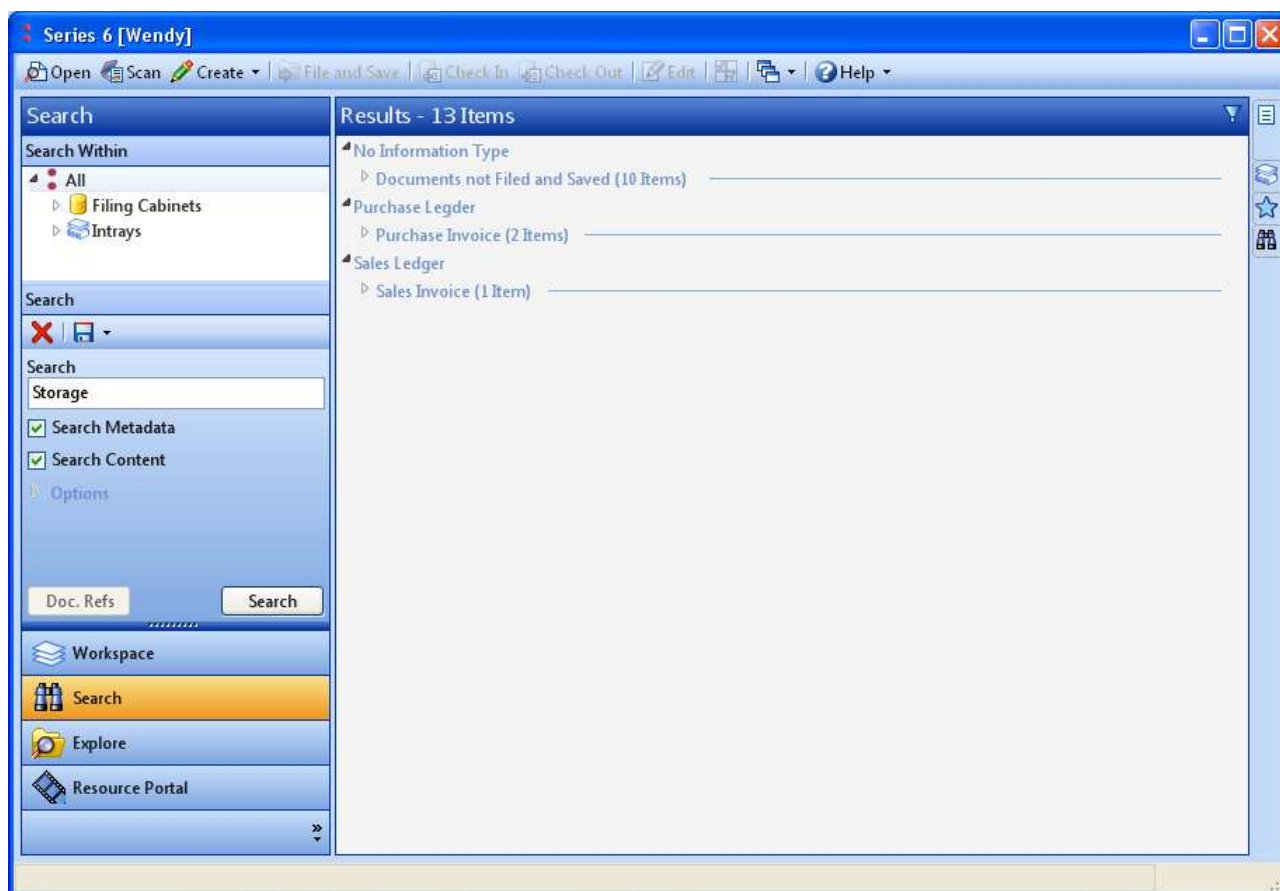 Series 6 [Wendy]
Open Scan Create File and Save Check In Check Out Edit Help
Search
Search Within
All
Filing Cabinets
Intrays
Search
Search
Storage
Search Metadata
Search Content
Options
Doc. Refs Search
Workspace
Search
Explore
Resource Portal
Results - 13 Items
No Information Type
Documents not Filed and Saved (10 Items)
Purchase Legder
Purchase Invoice (2 Items)
Sales Ledger
Sales Invoice (1 Item)